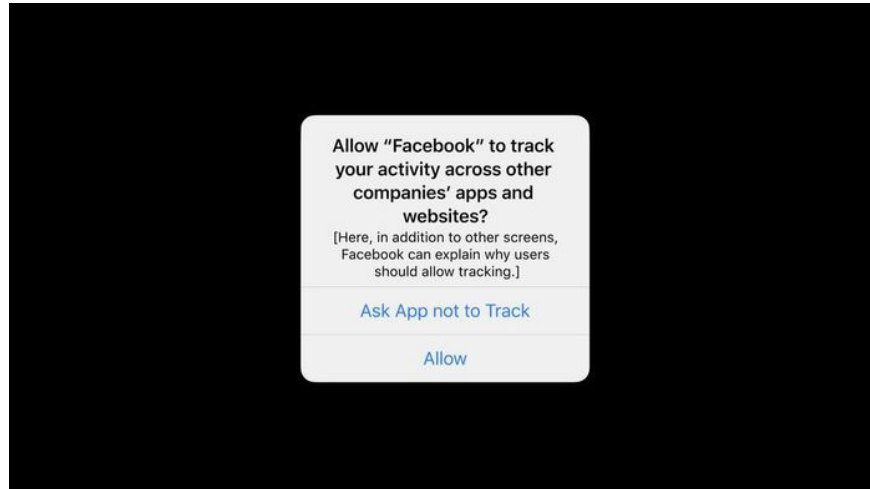 Allow “Facebook” to track
your activity across other
companies’ apps and
websites?
[Here, in addition to other screens,
Facebook can explain why users
should allow tracking.]
Ask App not to Track
Allow